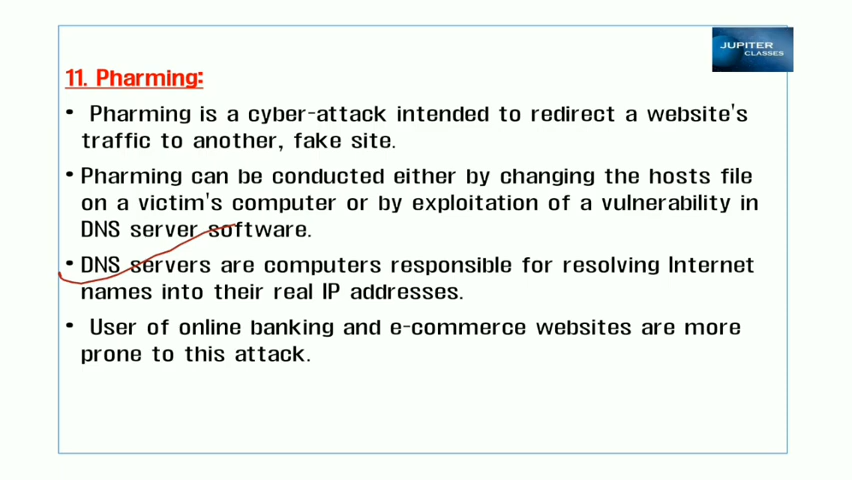 JUPITER
CLASSES
11. Pharming:
• Pharming is a cyber-attack intended to redirect a website's
traffic to another, fake site.
• Pharming can be conducted either by changing the hosts file
on a victim's computer or by exploitation of a vulnerability in
DNS server software.
• DNS servers are computers responsible for resolving Internet
names into their real IP addresses.
• User of online banking and e-commerce websites are more
prone to this attack.